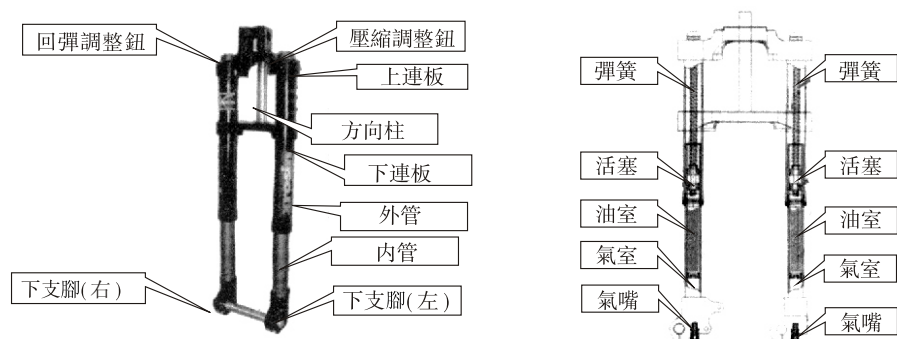 回彈調整鈕
壓縮調整鈕
上連板
方向柱
下連板
外管
內管
下支腳(右)
下支腳(左)
彈簧
彈簧
活塞
活塞
油室
油室
氣室
氣室
氣嘴
氣嘴